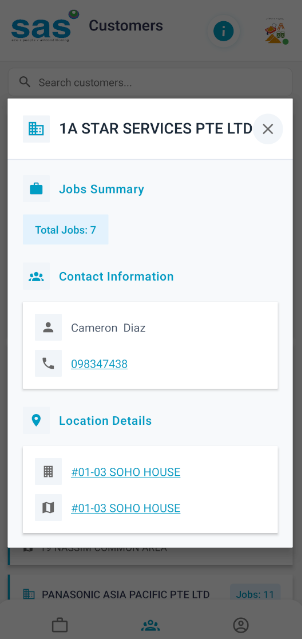 sas
Customers
Search customers...
1A STAR SERVICES PTE LTD
Jobs Summary
Total Jobs: 7
Contact Information
Cameron Diaz
098347438
Location Details
#01-03 SOHO HOUSE
#01-03 SOHO HOUSE
19 NASSIM COMMON AREA
PANASONIC ASIA PACIFIC PTE LTD
Jobs: 11